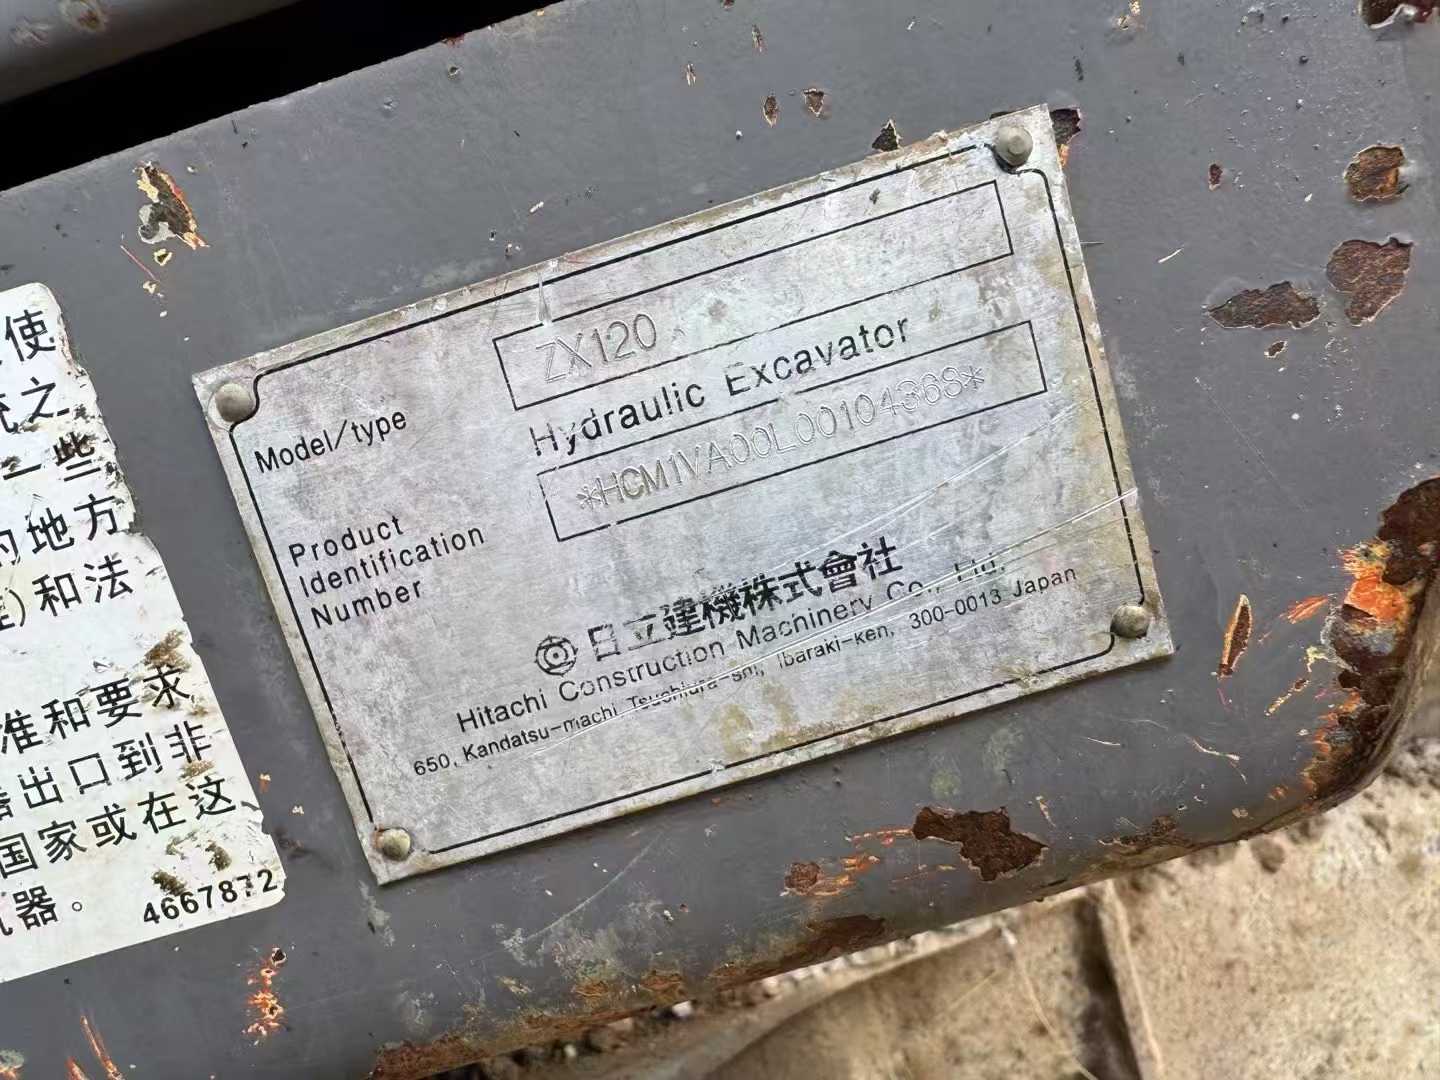 使
之
一些
的地方
)和法
准和要求
出口到非
国家或在这
机器。
4667872
Model/type
ZX120
Hydraulic Excavator
Product
Identification
Number
*HCM1VA00L00104368*
日立建機株式會社
Hitachi Construction Machinery Co., Ltd.
650, Kandatsu-machi, Tsuchiura-shi, Ibaraki-ken, 300-0013 Japan